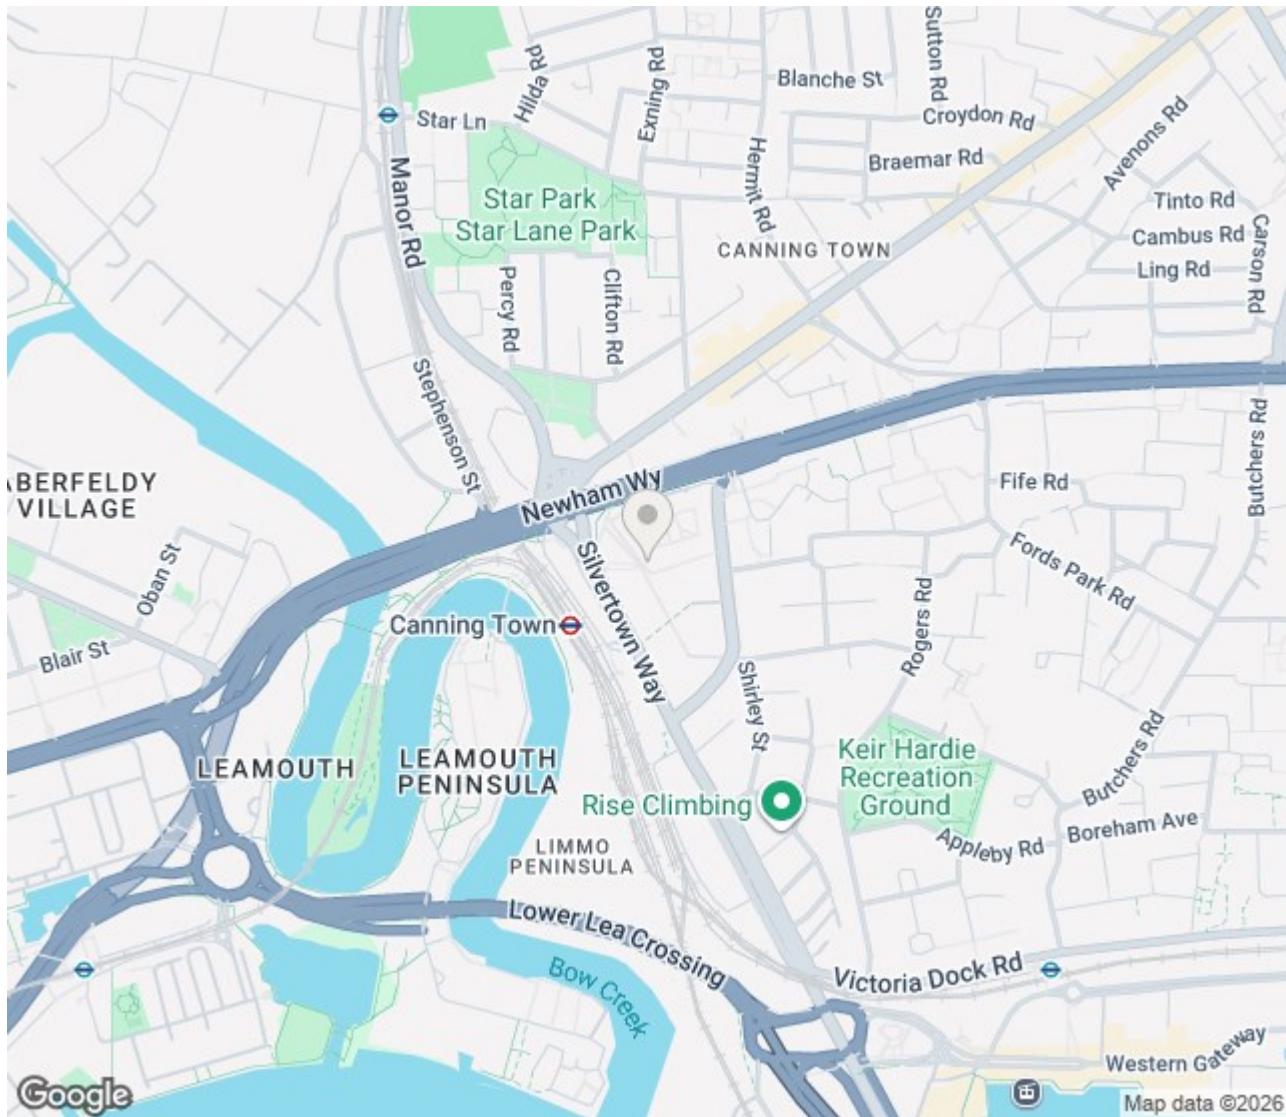 Sutton Rd
Hilda Rd
Exning Rd
Blanche St
Star Ln
Croydon Rd
Avenons Rd
Hermit Rd
Braemar Rd
Manor Rd
Star Park
Star Lane Park
Tinto Rd
Carson Rd
Cambus Rd
CANNING TOWN
Ling Rd
Percy Rd
Clifton Rd
Stephenson St
Butchers Rd
ABERFELDY
VILLAGE
Newham Wy
Fife Rd
Oban St
Silvertown Way
Fords Park Rd
Rogers Rd
Canning Town
Blair St
Shirley St
LEAMOUTH
LEAMOUTH
PENINSULA
Keir Hardie
Recreation
Ground
Butchers Rd
Rise Climbing
Boreham Ave
Appleby Rd
LIMMO
PENINSULA
Lower Lea Crossing
Victoria Dock Rd
Bow Creek
Western Gateway
Google
Map data ©2026